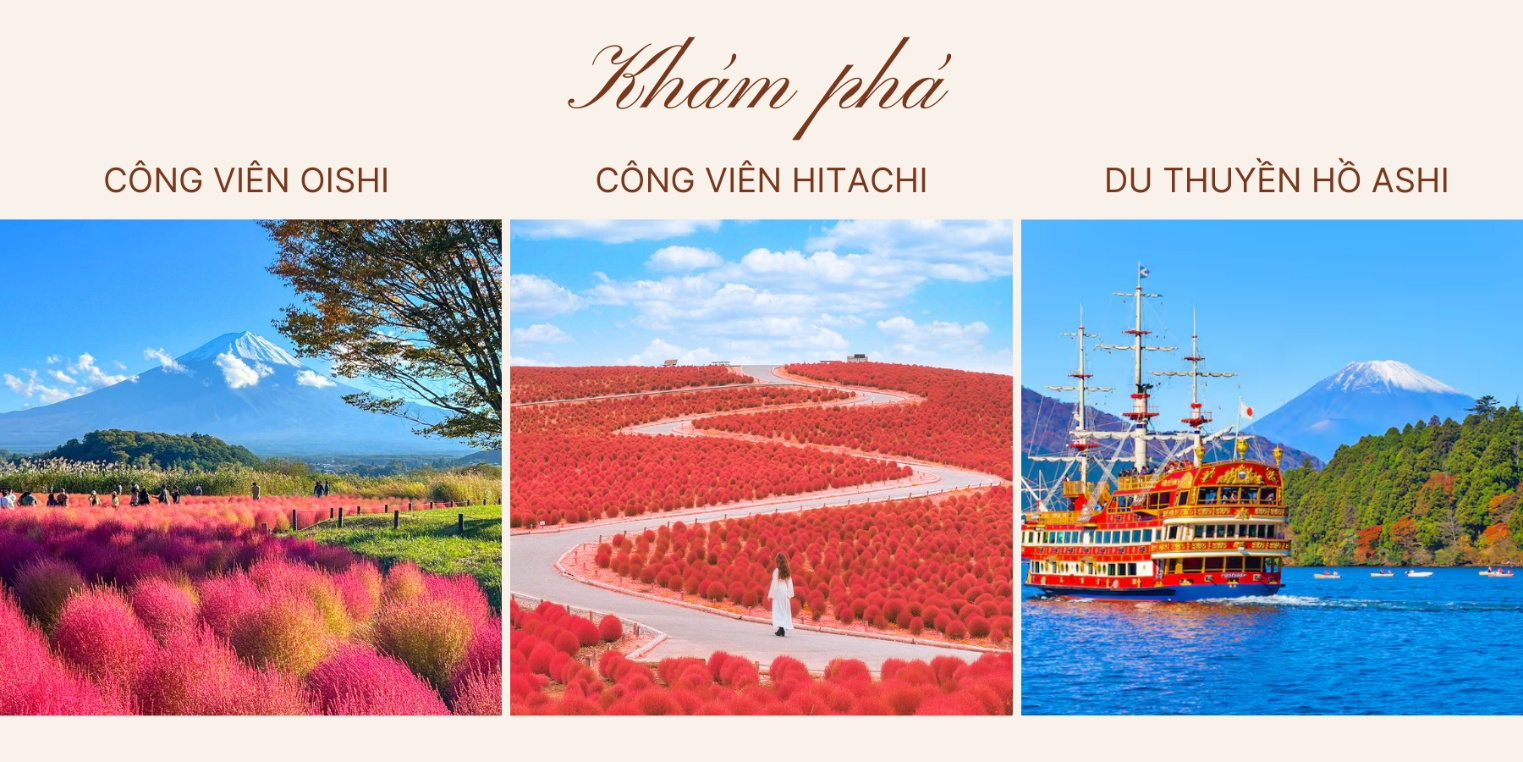 Khám phá
CÔNG VIÊN OISHI
CÔNG VIÊN HITACHI
DU THUYỀN HỒ ASHI